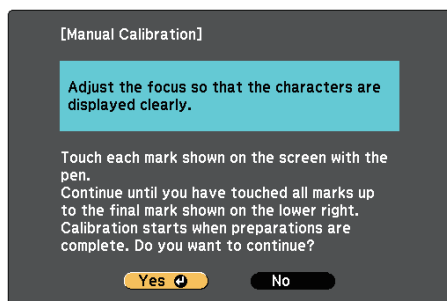 [Manual Calibration]
Adjust the focus so that the characters are
displayed clearly.
Touch each mark shown on the screen with the
pen.
Continue until you have touched all marks up
to the final mark shown on the lower right.
Calibration starts when preparations are
complete. Do you want to continue?
Yes No